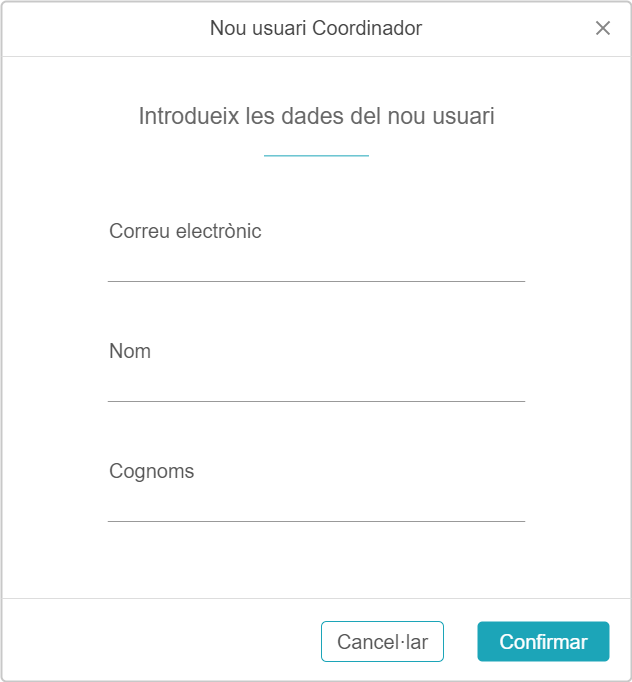 Nou usuari Coordinador
Introdueix les dades del nou usuari
Correu electrònic
Nom
Cognoms
Cancel·lar
Confirmar